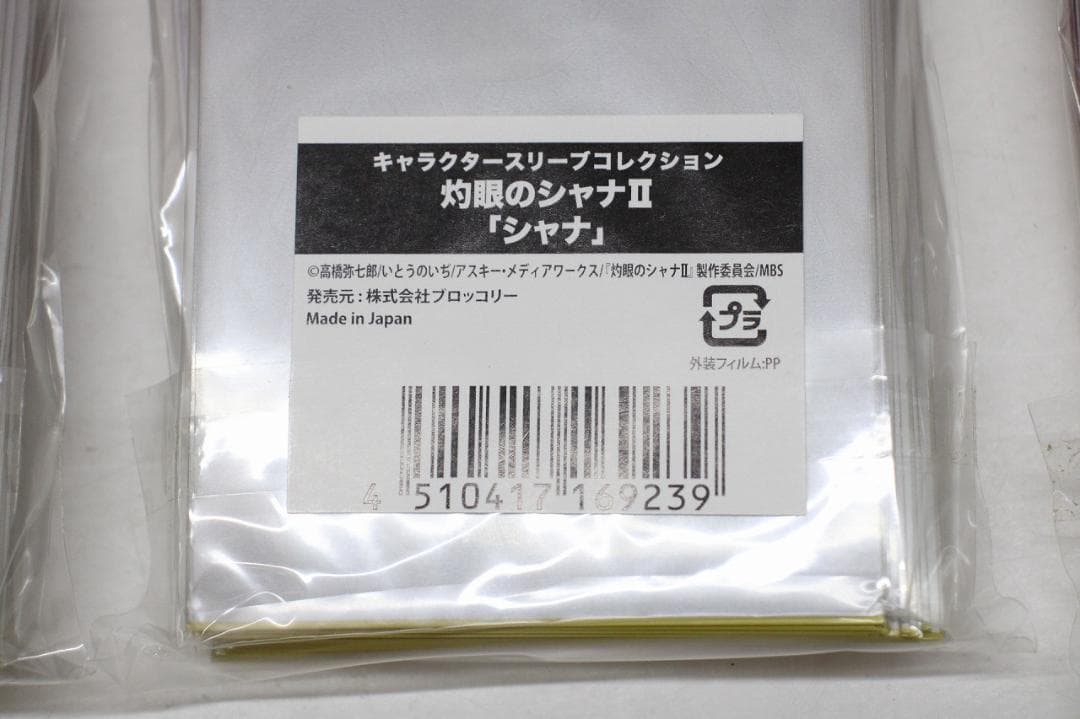 キャラクタースリーブコレクション
灼眼のシャナⅡ
「シャナ」
©高橋弥七郎/いとうのいぢ/アスキー・メディアワークス/『灼眼のシャナⅡ』製作委員会/MBS
発売元:株式会社ブロッコリー
Made in Japan
プラ
外装フィルム:PP
4 510417 169239